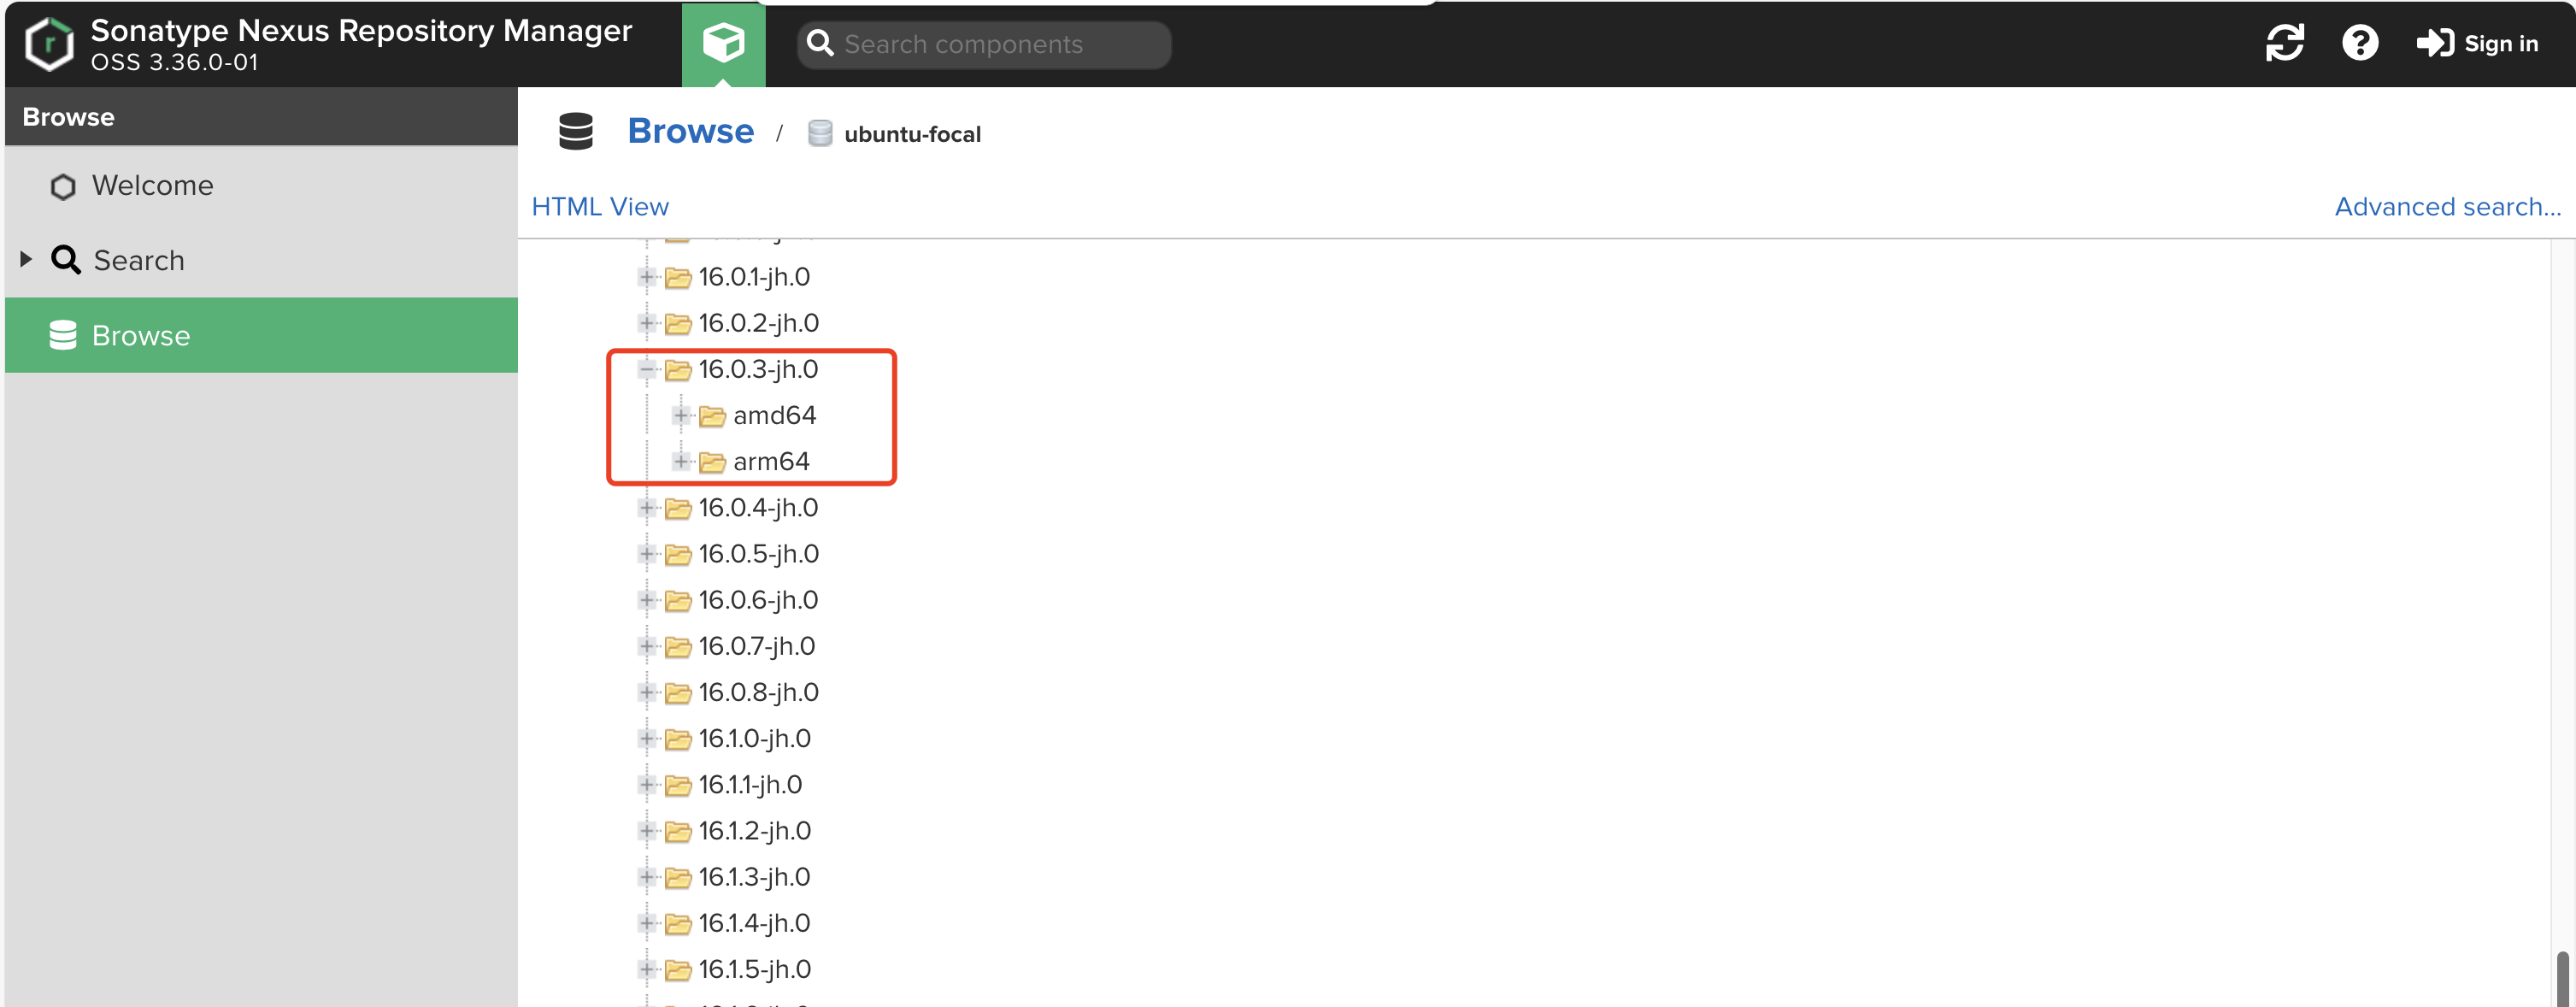 Sonatype Nexus Repository Manager
OSS 3.36.0-01
Search components
Sign in
Browse
Welcome
Search
Browse
Browse / ubuntu-focal
HTML View
Advanced search...
16.0.1-jh.0
16.0.2-jh.0
16.0.3-jh.0
amd64
arm64
16.0.4-jh.0
16.0.5-jh.0
16.0.6-jh.0
16.0.7-jh.0
16.0.8-jh.0
16.1.0-jh.0
16.1.1-jh.0
16.1.2-jh.0
16.1.3-jh.0
16.1.4-jh.0
16.1.5-jh.0